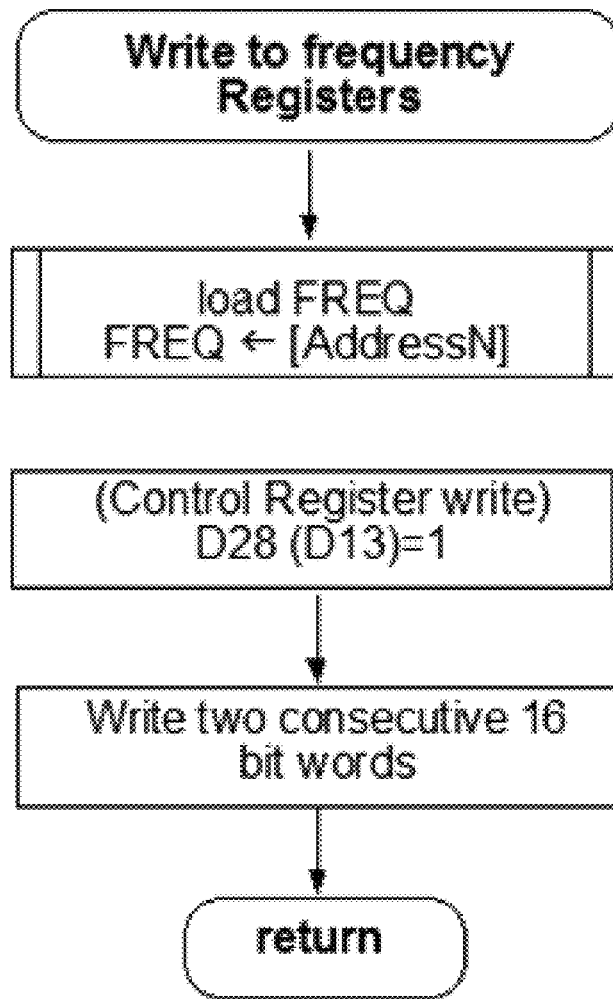 Write to frequency
Registers
load FREQ
FREQ ← [AddressN]
(Control Register write)
D28 (D13)=1
Write two consecutive 16
bit words
return